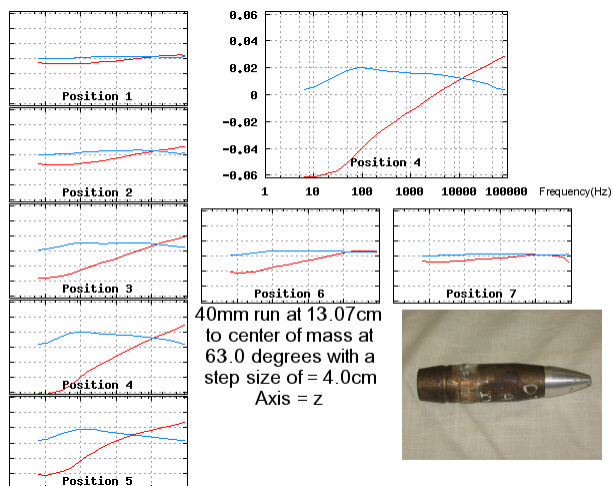 Position 1
Position 2
Position 3
Position 4
Position 5
0.06
0.04
0.02
0
-0.02
-0.04
-0.06
Position 4
1 10 100 1000 10000 100000 Frequency(Hz)
Position 6
Position 7
40mm run at 13.07cm
to center of mass at
63.0 degrees with a
step size of = 4.0cm
Axis = z